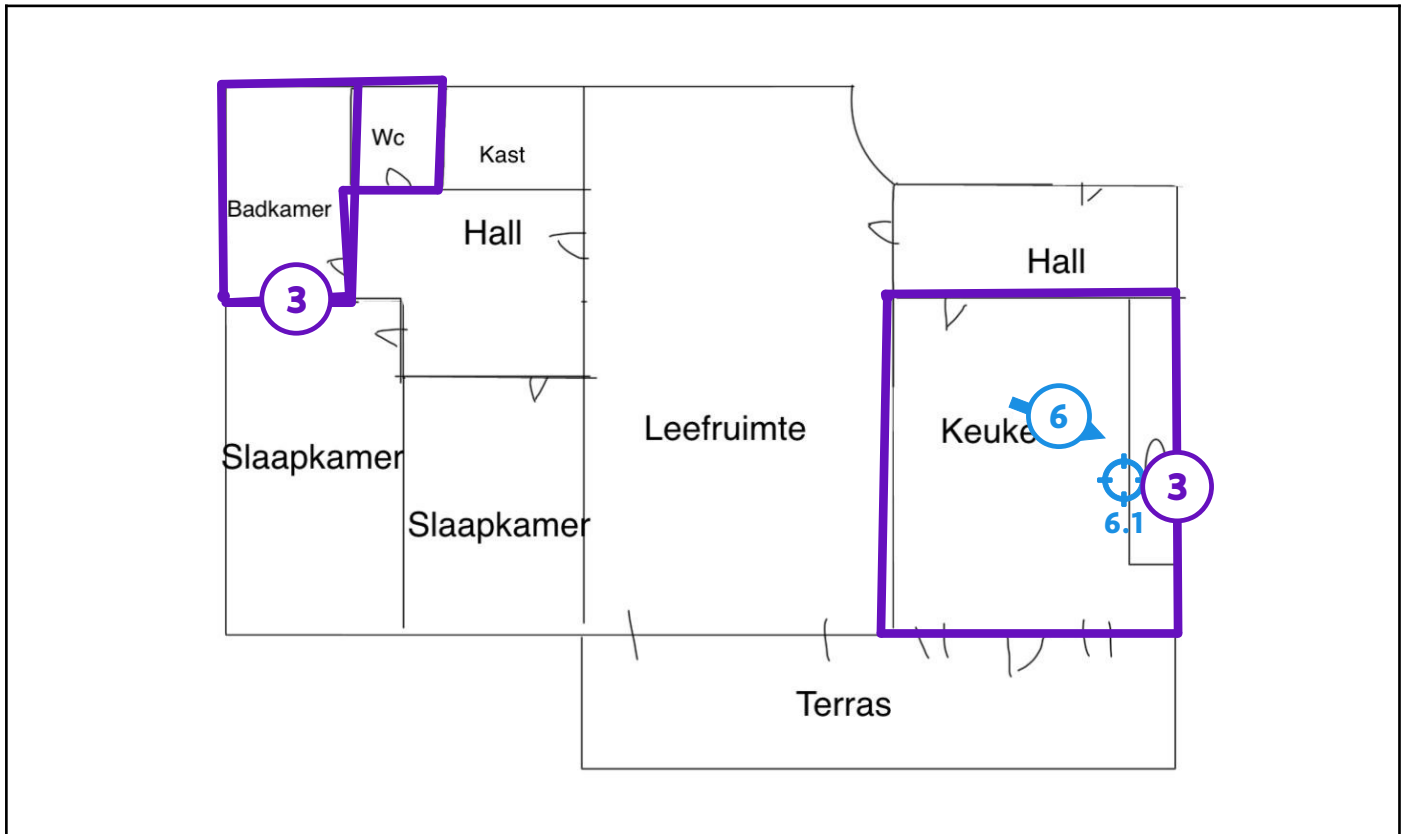 Wc
Kast
Badkamer
Hall
Hall
3
6
Leefruimte
Keuke
Slaapkamer
3
6.1
Slaapkamer
Terras